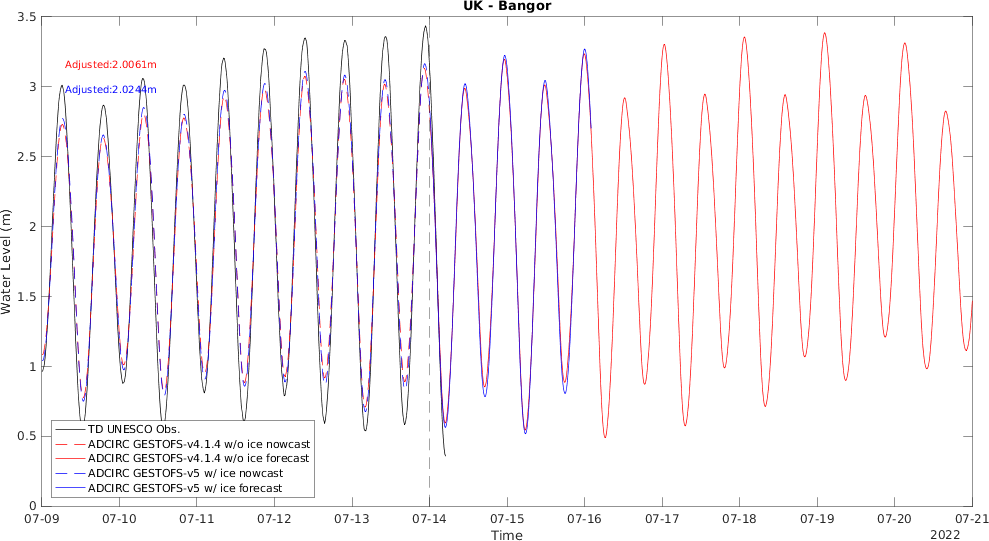 UK - Bangor
3.5
3
2.5
2
1.5
1
0.5
0
Water Level (m)
Adjusted:2.0061m
Adjusted:2.0244m
TD UNESCO Obs.
ADCIRC GESTOFS-v4.1.4 w/o ice nowcast
ADCIRC GESTOFS-v4.1.4 w/o ice forecast
ADCIRC GESTOFS-v5 w/ ice nowcast
ADCIRC GESTOFS-v5 w/ ice forecast
07-09 07-10 07-11 07-12 07-13 07-14 07-15 07-16 07-17 07-18 07-19 07-20 07-21
Time
2022